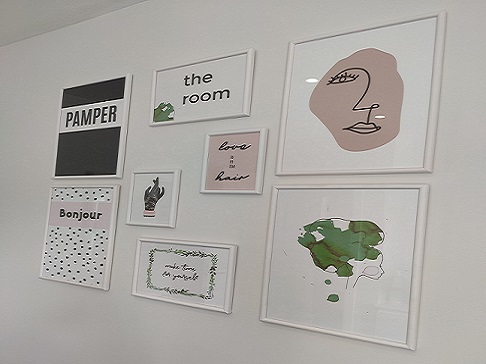 PAMPER
the
room
love
is in
the
hair
Bonjour
make time
for yourself